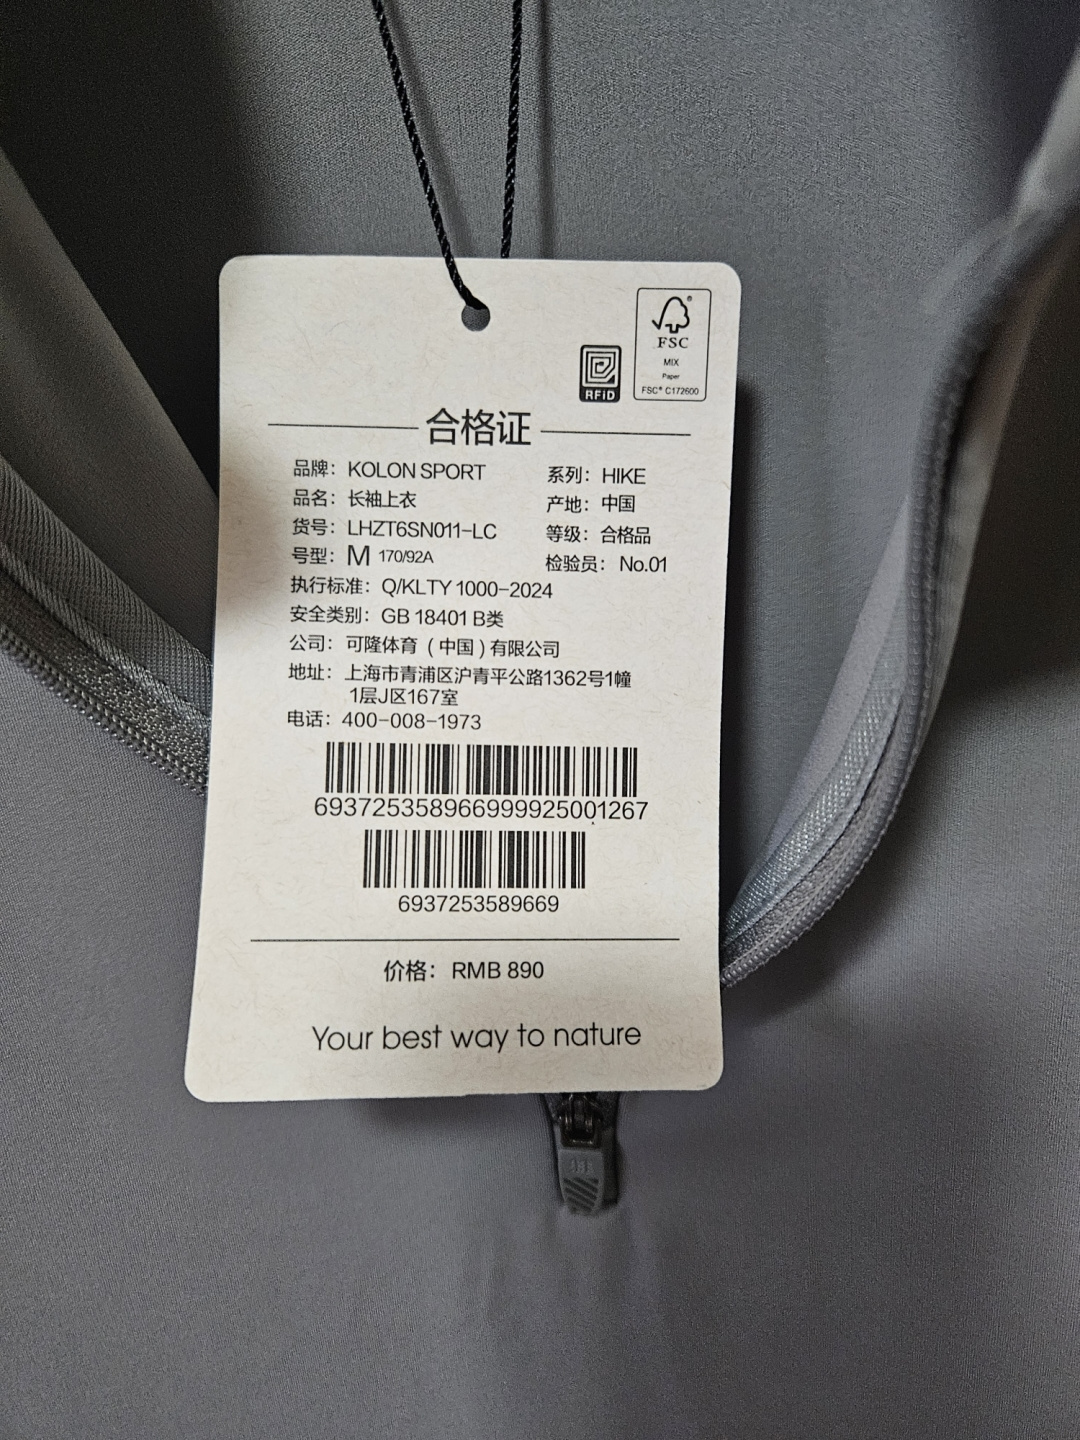 FSC
MIX
Paper
FSC® C172600
RFiD
合格证
品牌：KOLON SPORT 系列：HIKE
品名：长袖上衣 产地：中国
货号：LHZT6SN011-LC 等级：合格品
号型：M 170/92A 检验员：No.01
执行标准：Q/KLTY 1000-2024
安全类别：GB 18401 B类
公司：可隆体育（中国）有限公司
地址：上海市青浦区沪青平公路1362号1幢
1层J区167室
电话：400-008-1973
693725358966999925001267
6937253589669
价格：RMB 890
Your best way to nature